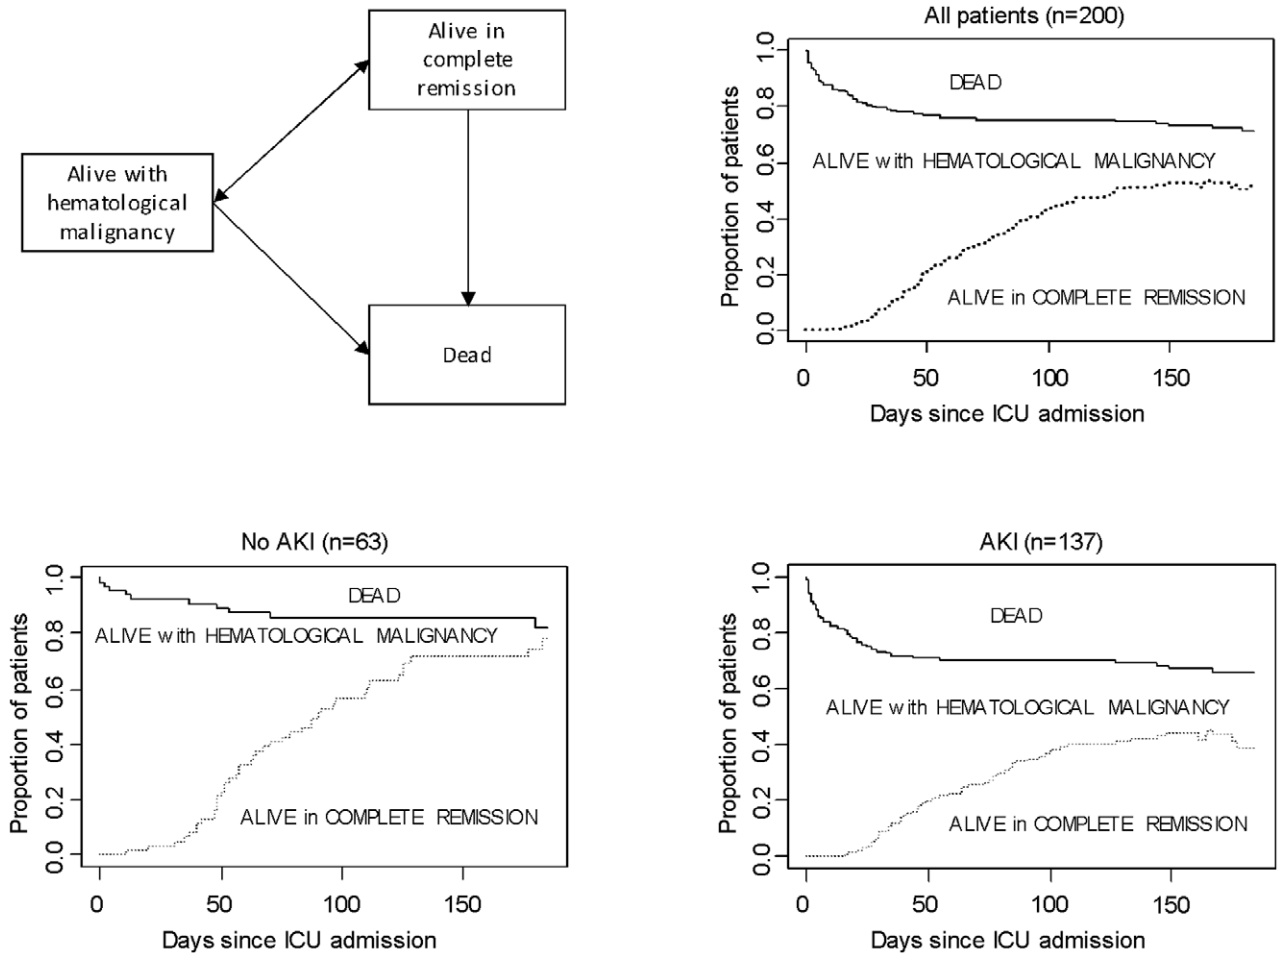 Alive in
complete
remission
Alive with
hematological
malignancy
Dead
All patients (n=200)
Proportion of patients
1.0
0.8
0.6
0.4
0.2
0.0
DEAD
ALIVE with HEMATOLOGICAL MALIGNANCY
ALIVE in COMPLETE REMISSION
0 50 100 150
Days since ICU admission
No AKI (n=63)
Proportion of patients
1.0
0.8
0.6
0.4
0.2
0.0
DEAD
ALIVE with HEMATOLOGICAL MALIGNANCY
ALIVE in COMPLETE REMISSION
0 50 100 150
Days since ICU admission
AKI (n=137)
Proportion of patients
1.0
0.8
0.6
0.4
0.2
0.0
DEAD
ALIVE with HEMATOLOGICAL MALIGNANCY
ALIVE in COMPLETE REMISSION
0 50 100 150
Days since ICU admission